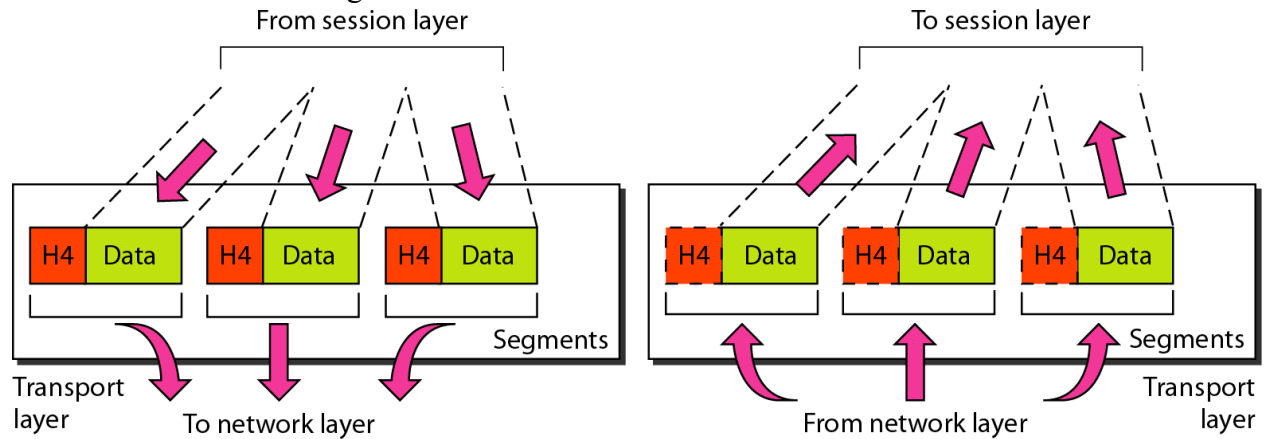 From session layer
To session layer
H4 Data H4 Data H4 Data
H4 Data H4 Data H4 Data
Segments
Segments
Transport
layer
To network layer
From network layer
Transport
layer